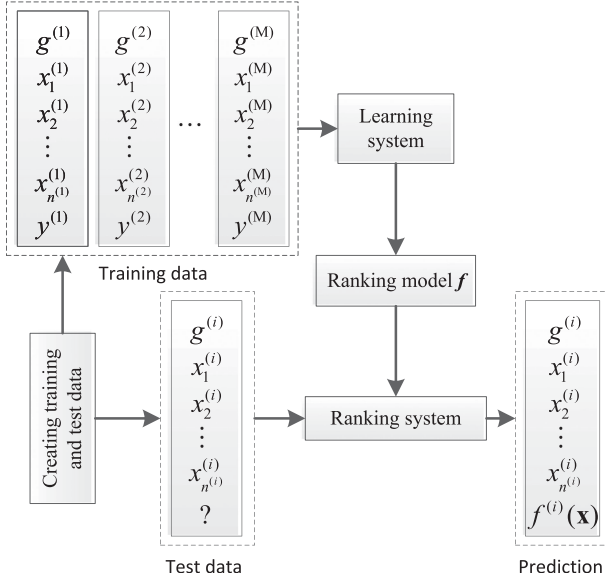 g^(1) g^(2) g^(M)
x_1^(1) x_1^(2) x_1^(M)
x_2^(1) x_2^(2) ... x_2^(M)
⋮ ⋮ ⋮
x_{n^(1)}^(1) x_{n^(2)}^(2) x_{n^(M)}^(M)
y^(1) y^(2) y^(M)
Training data
Learning
system
Ranking model f
Creating training
and test data
g^(i)
x_1^(i)
x_2^(i)
⋮
x_{n^(i)}^(i)
?
Test data
Ranking system
g^(i)
x_1^(i)
x_2^(i)
⋮
x_{n^(i)}^(i)
f^(i)(x)
Prediction